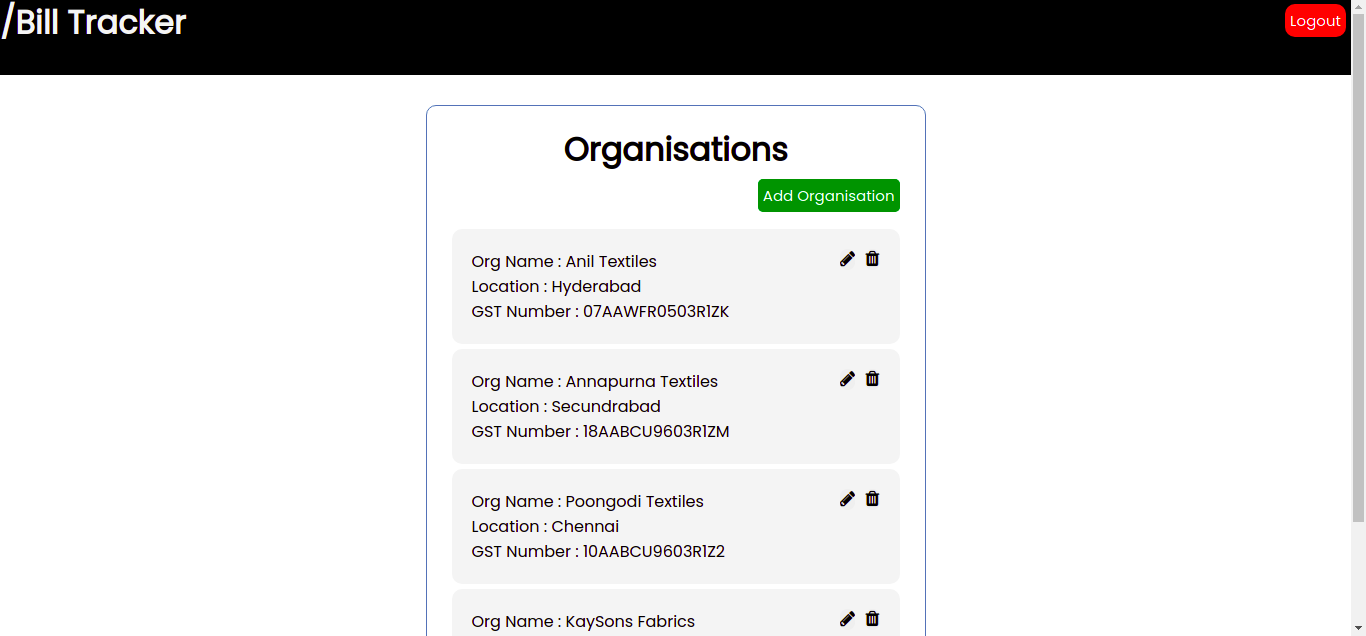 /Bill Tracker
Logout
Organisations
Add Organisation
Org Name : Anil Textiles
Location : Hyderabad
GST Number : 07AAWFR0503R1ZK
Org Name : Annapurna Textiles
Location : Secundrabad
GST Number : 18AABCU9603R1ZM
Org Name : Poongodi Textiles
Location : Chennai
GST Number : 10AABCU9603R1Z2
Org Name : KaySons Fabrics